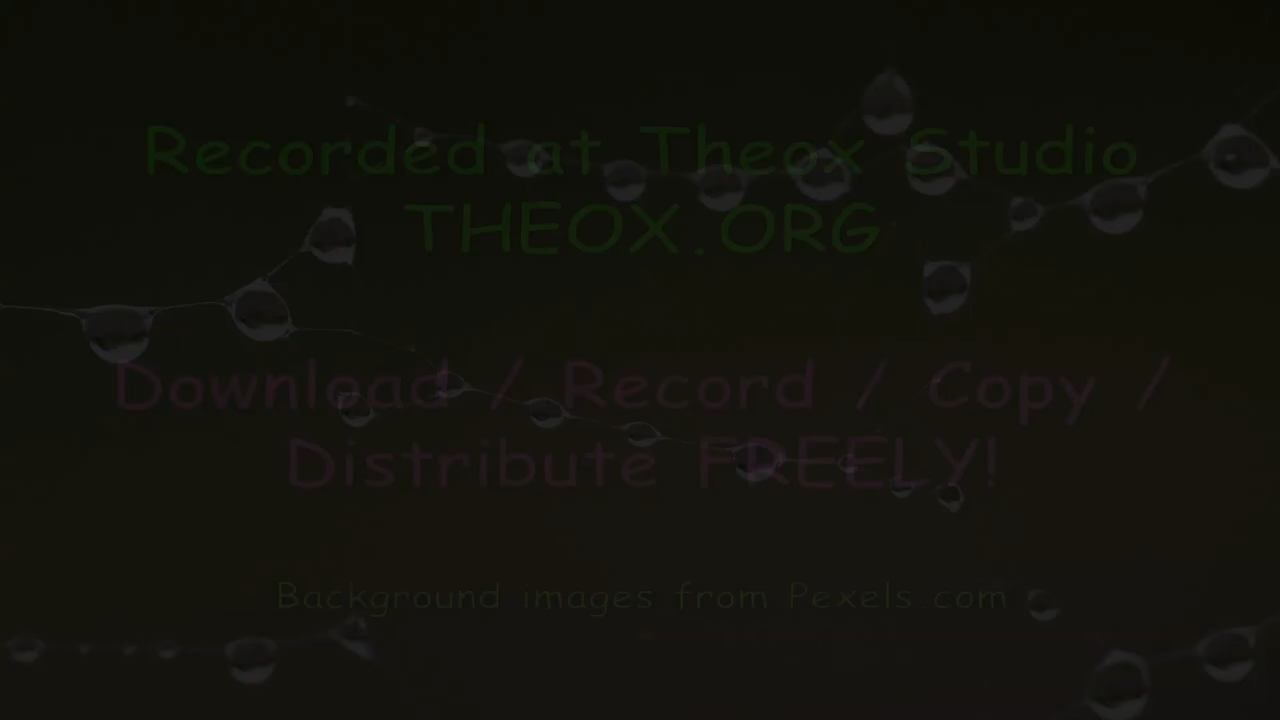 Recorded at Theox Studio
THEOX.ORG
Download / Record / Copy /
Distribute FREELY!
Background images from Pexels com